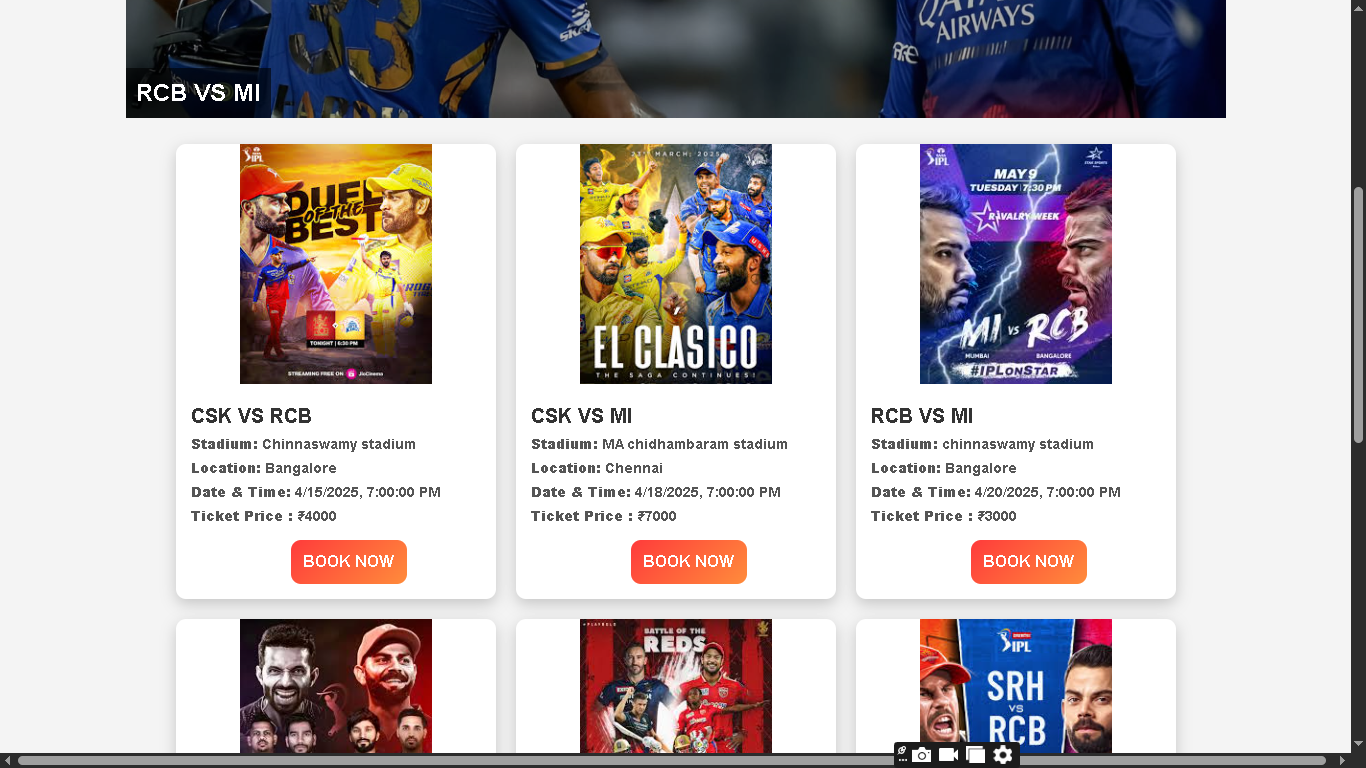 33
QATAR
AIRWAYS
RCB VS MI
IPL
DUEL
OF THE
BEST
TONIGHT | 6:30 PM
STREAMING FREE ON JioCinema
CSK VS RCB
Stadium: Chinnaswamy stadium
Location: Bangalore
Date & Time: 4/15/2025, 7:00:00 PM
Ticket Price : ₹4000
BOOK NOW
23RD MARCH, 2025
EL CLASICO
THE SAGA CONTINUES!
CSK VS MI
Stadium: MA chidhambaram stadium
Location: Chennai
Date & Time: 4/18/2025, 7:00:00 PM
Ticket Price : ₹7000
BOOK NOW
IPL
STAR SPORTS
MAY 9
TUESDAY | 7:30 PM
RIVALRY WEEK
MI VS RCB
MUMBAI BANGALORE
#IPLONSTAR
RCB VS MI
Stadium: chinnaswamy stadium
Location: Bangalore
Date & Time: 4/20/2025, 7:00:00 PM
Ticket Price : ₹3000
BOOK NOW
#PLAYBOLD
BATTLE OF THE
REDS
IPL
SRH
VS
RCB